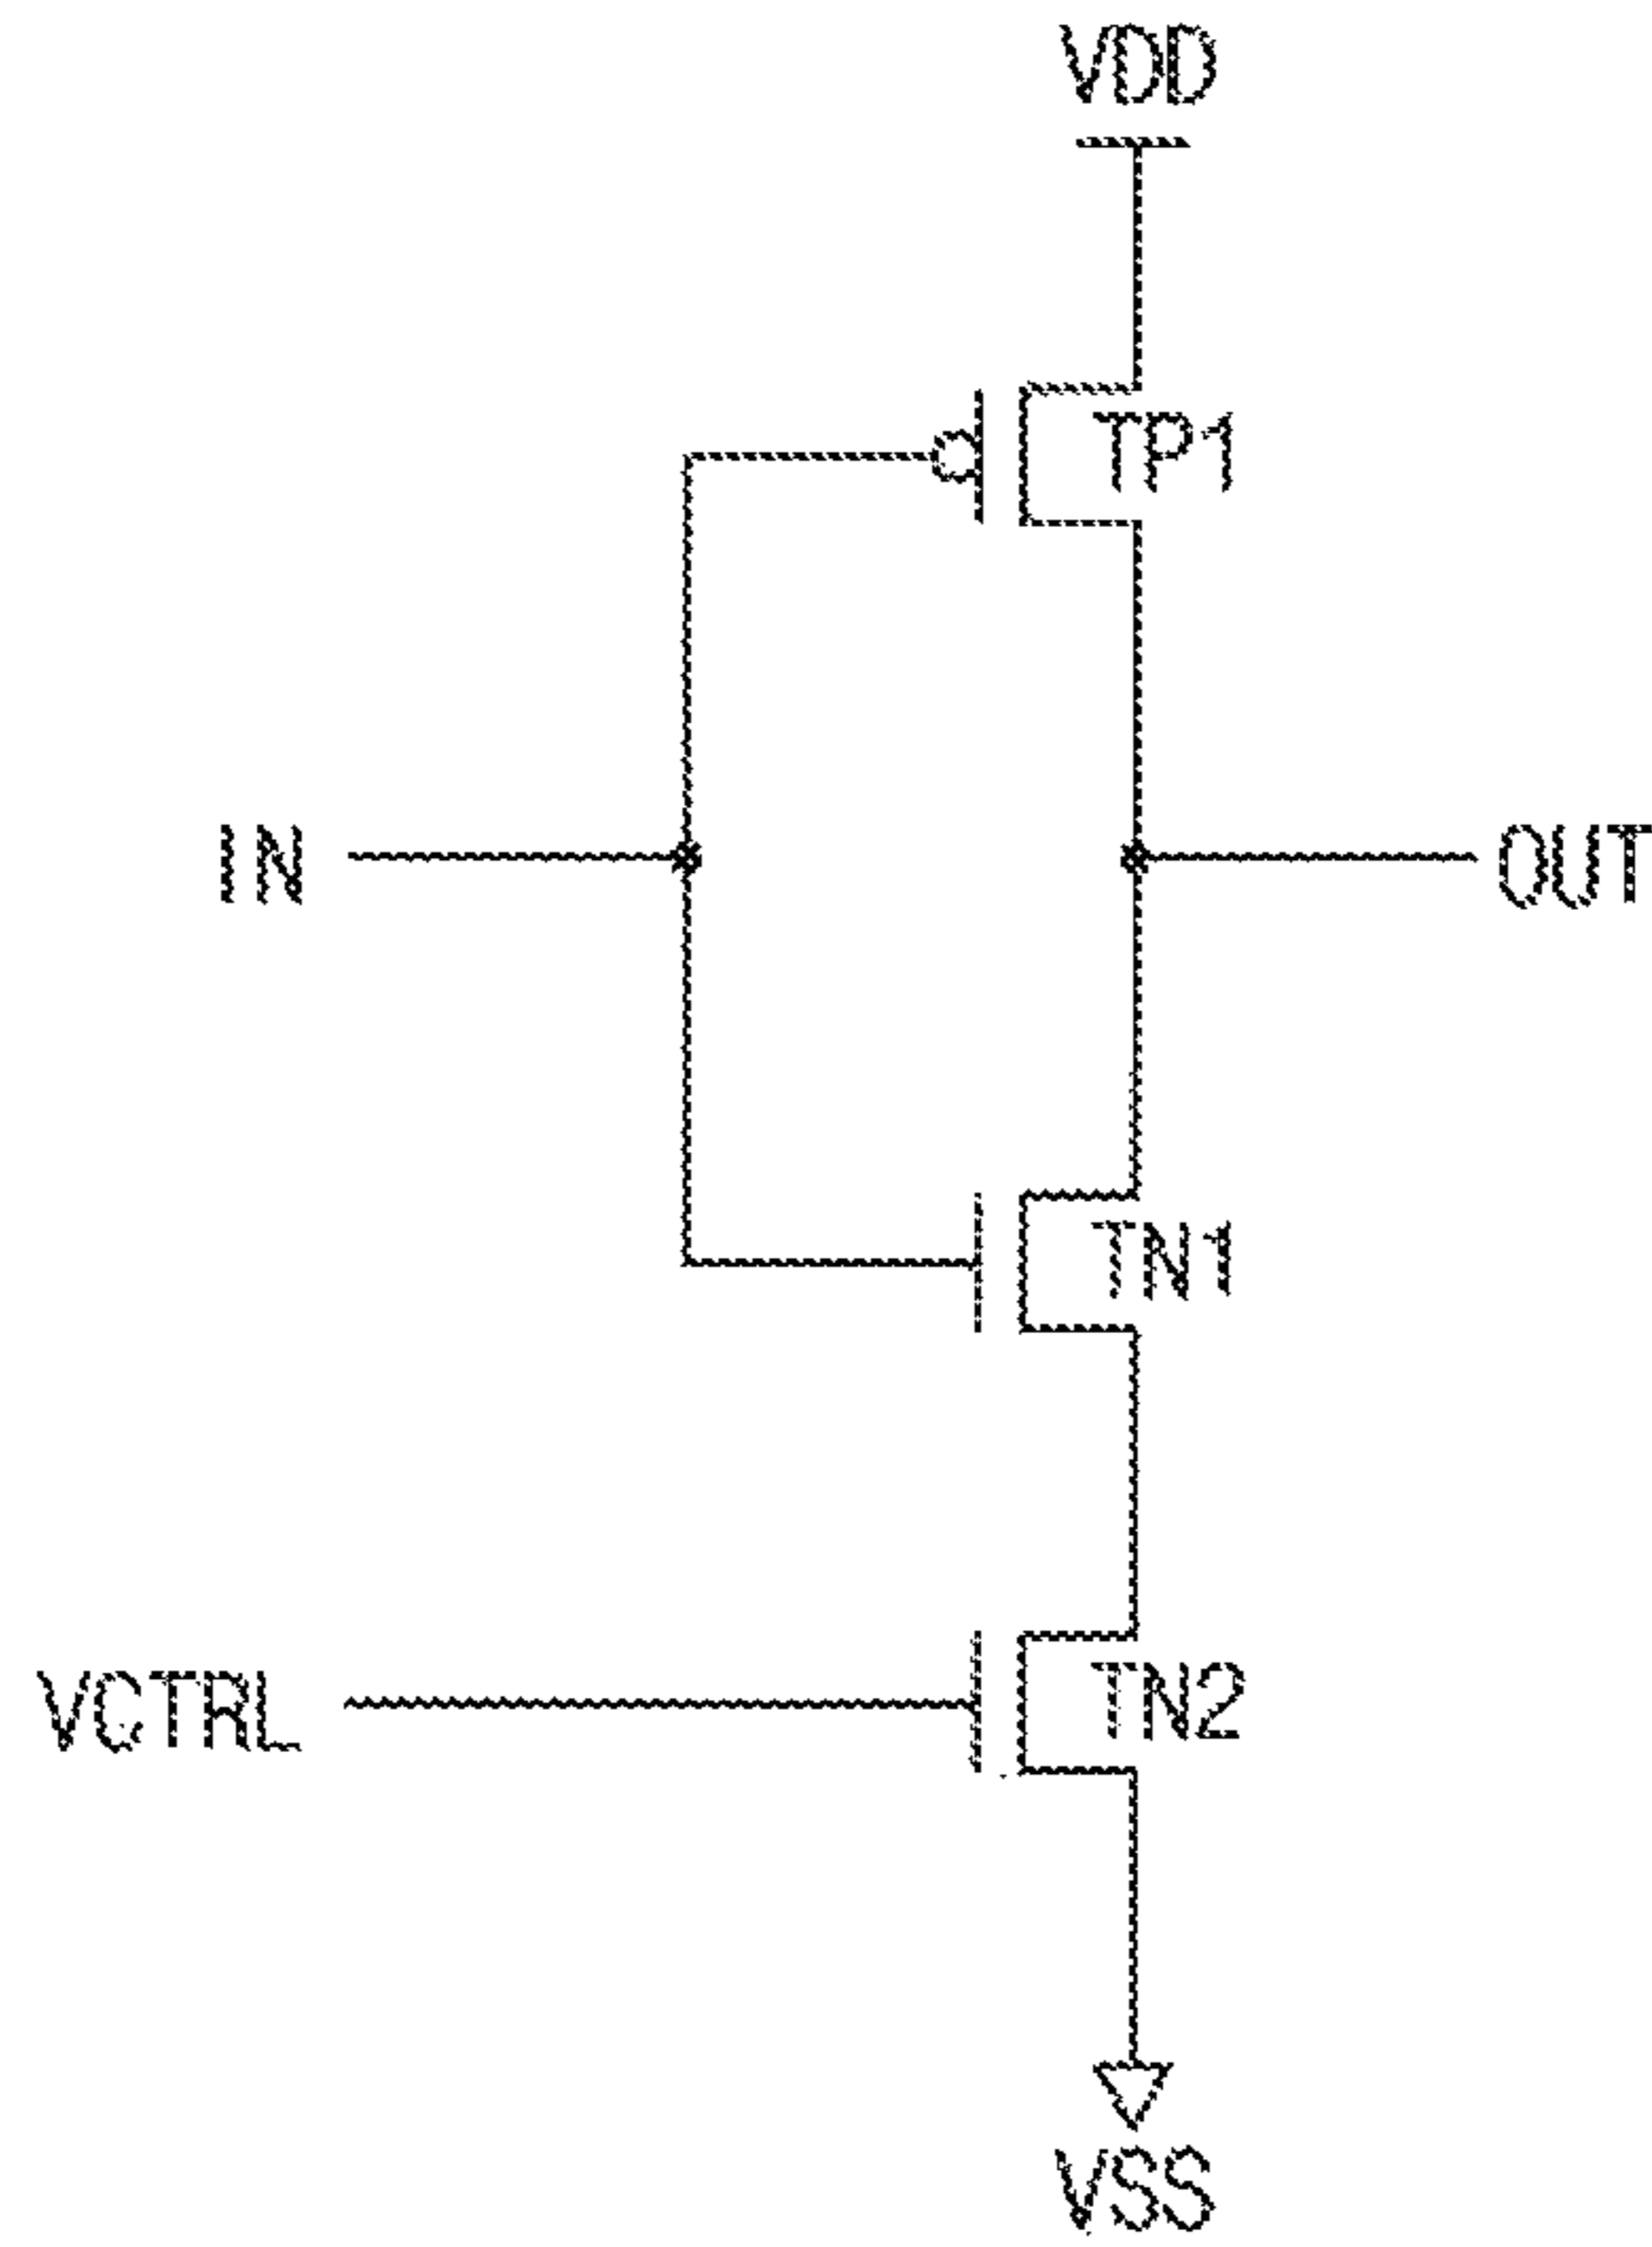 VDD
TP1
IN
OUT
TN1
VCTRL
TN2
VSS